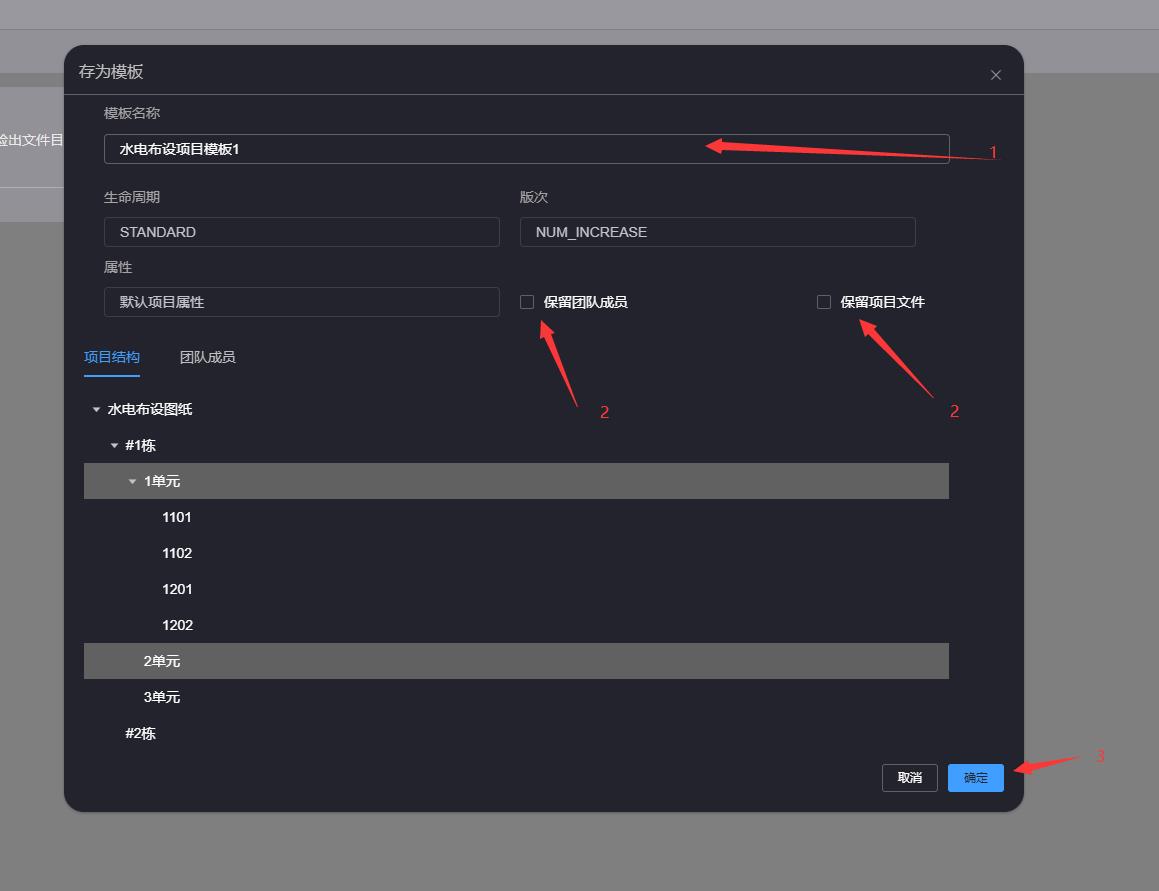 存为模板
检出文件目
模板名称
水电布设项目模板1
1
生命周期
版次
STANDARD
NUM_INCREASE
属性
默认项目属性
保留团队成员
保留项目文件
项目结构
团队成员
2
2
水电布设图纸
#1栋
1单元
1101
1102
1201
1202
2单元
3单元
#2栋
3
取消
确定